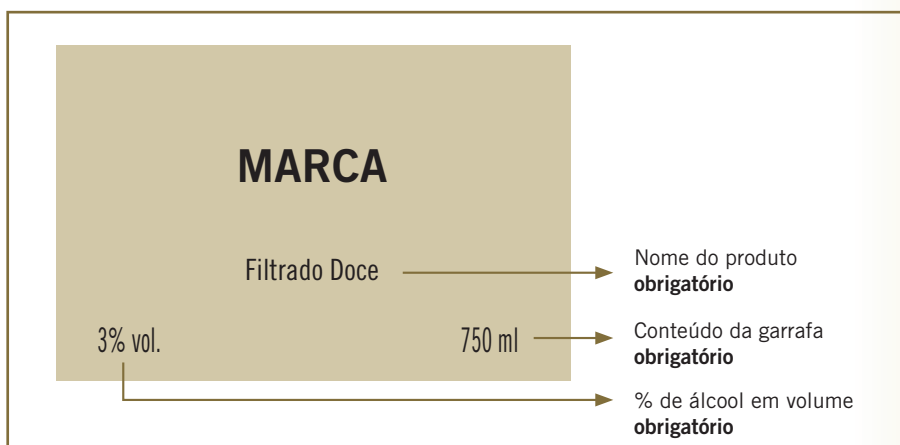 MARCA
Filtrado Doce
Nome do produto
obrigatório
3% vol.
750 ml
Conteúdo da garrafa
obrigatório
% de álcool em volume
obrigatório